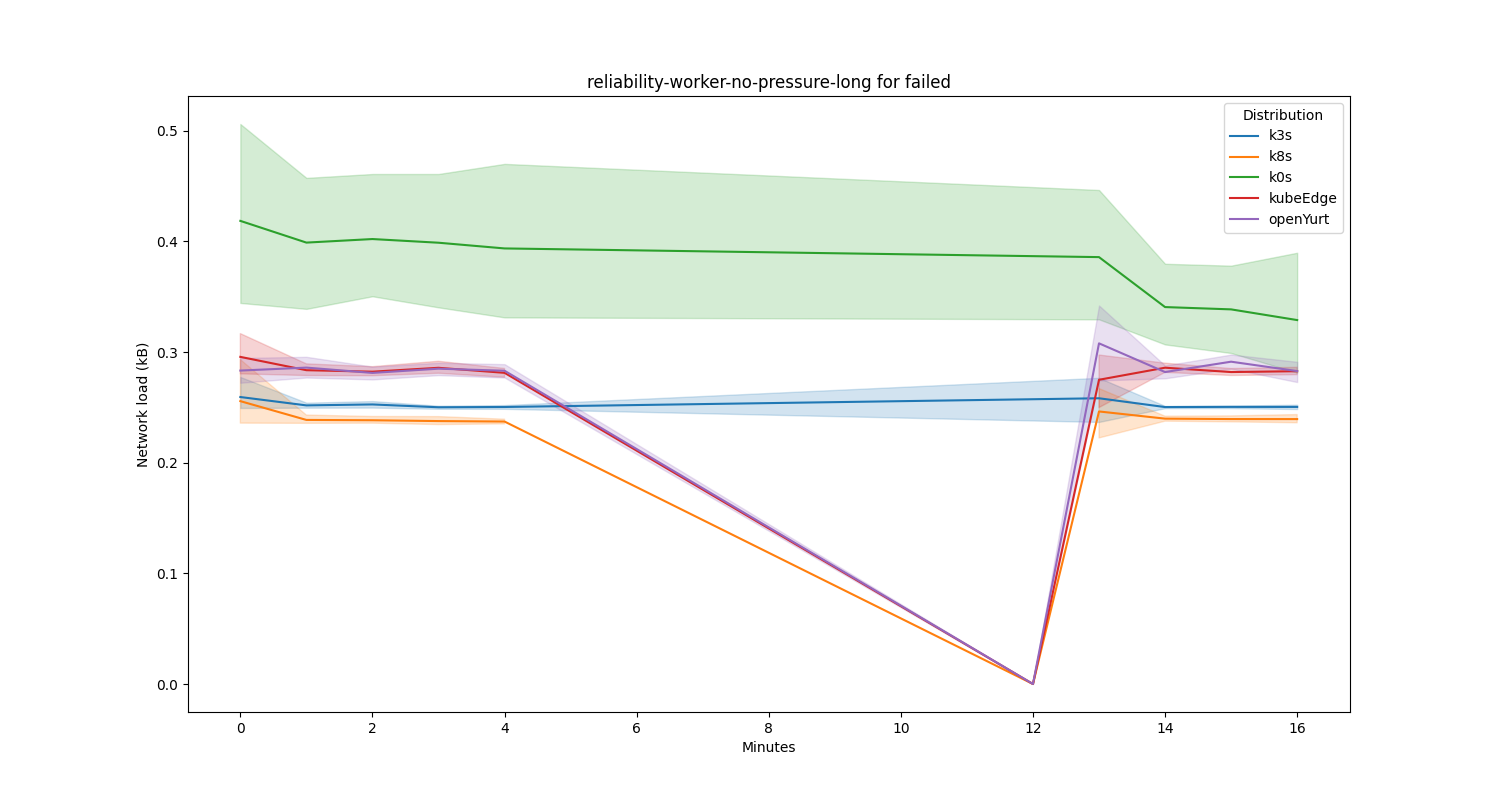 reliability-worker-no-pressure-long for failed
Distribution
k3s
k8s
k0s
kubeEdge
openYurt
Network load (kB)
0.5
0.4
0.3
0.2
0.1
0.0
0 2 4 6 8 10 12 14 16
Minutes